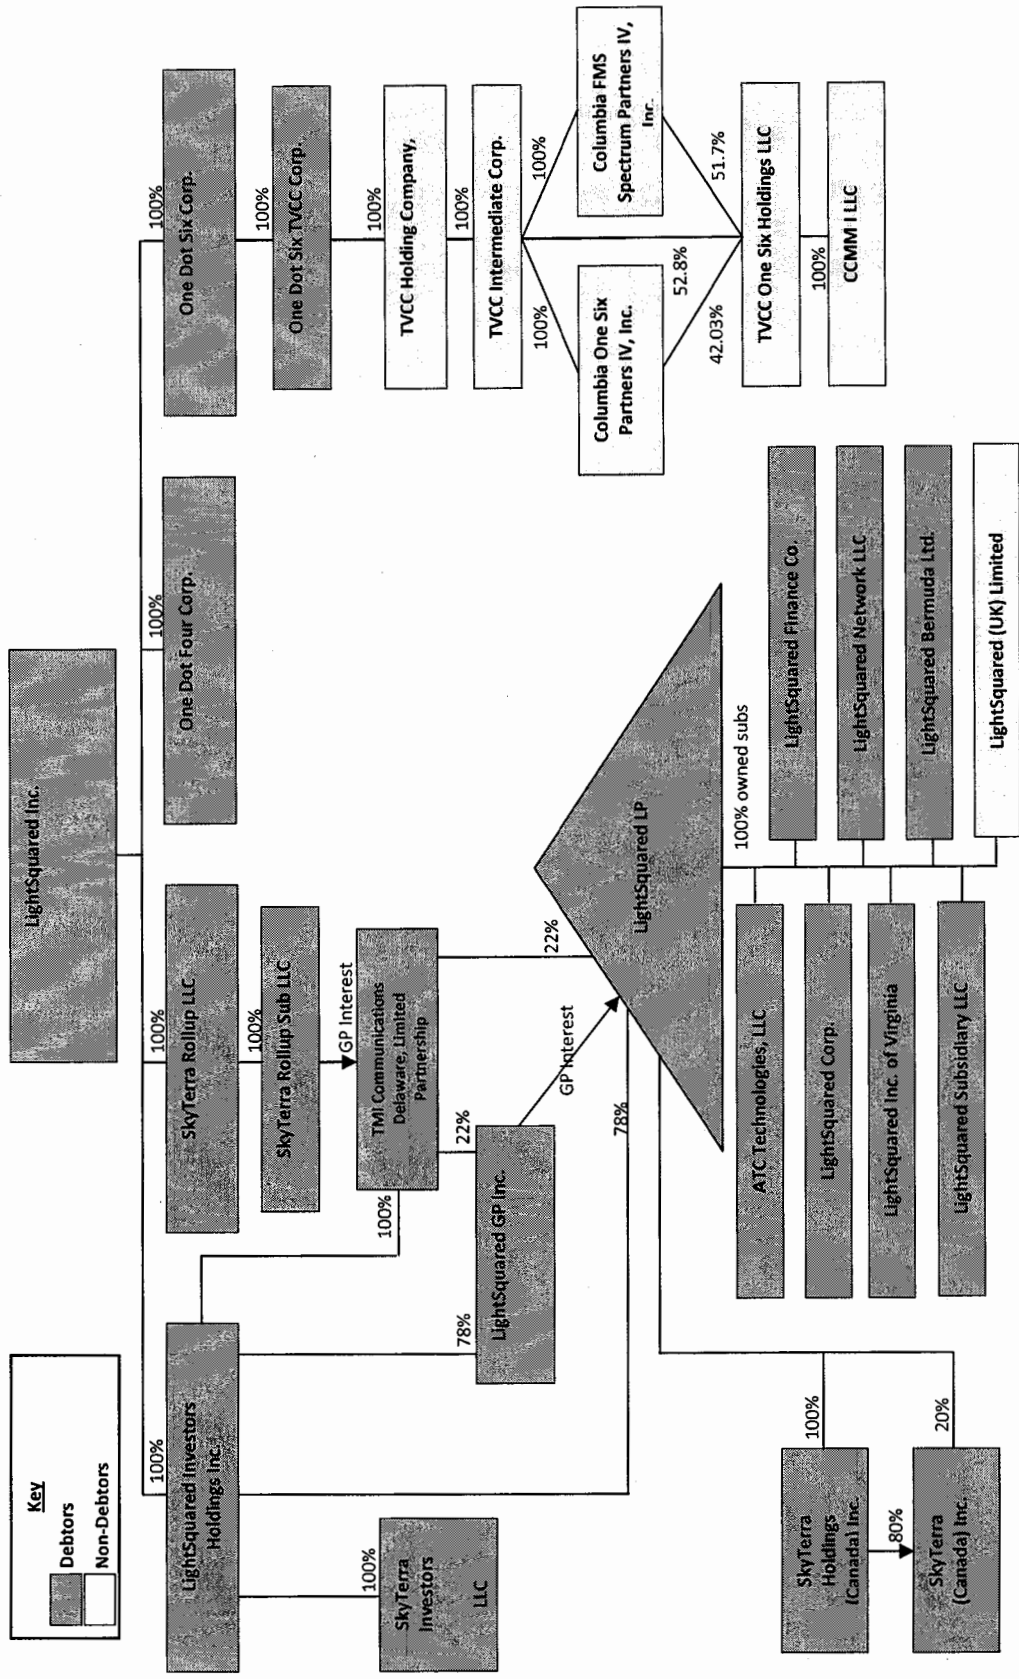 Key
Debtors
Non-Debtors
LightSquared Inc.
100%
100%
100%
100%
LightSquared Investors
Holdings Inc.
SkyTerra Rollup LLC
One Dot Four Corp.
One Dot Six Corp.
100%
SkyTerra Rollup Sub LLC
100%
One Dot Six TVCC Corp.
GP Interest
100%
TMI Communications
Delaware, Limited
Partnership
100%
TVCC Holding Company,
100%
TVCC Intermediate Corp.
100%
SkyTerra
Investors
LLC
78%
22%
LightSquared GP Inc.
GP Interest
22%
78%
100%
100%
Columbia One Six
Partners IV, Inc.
Columbia FMS
Spectrum Partners IV,
Inc.
42.03%
52.8%
51.7%
TVCC One Six Holdings LLC
100%
CCMM I LLC
LightSquared LP
100% owned subs
ATC Technologies, LLC
LightSquared Finance Co.
LightSquared Corp.
LightSquared Network LLC
LightSquared Inc. of Virginia
LightSquared Bermuda Ltd.
LightSquared Subsidiary LLC
LightSquared (UK) Limited
SkyTerra
Holdings
(Canada) Inc.
100%
80%
SkyTerra
(Canada) Inc.
20%